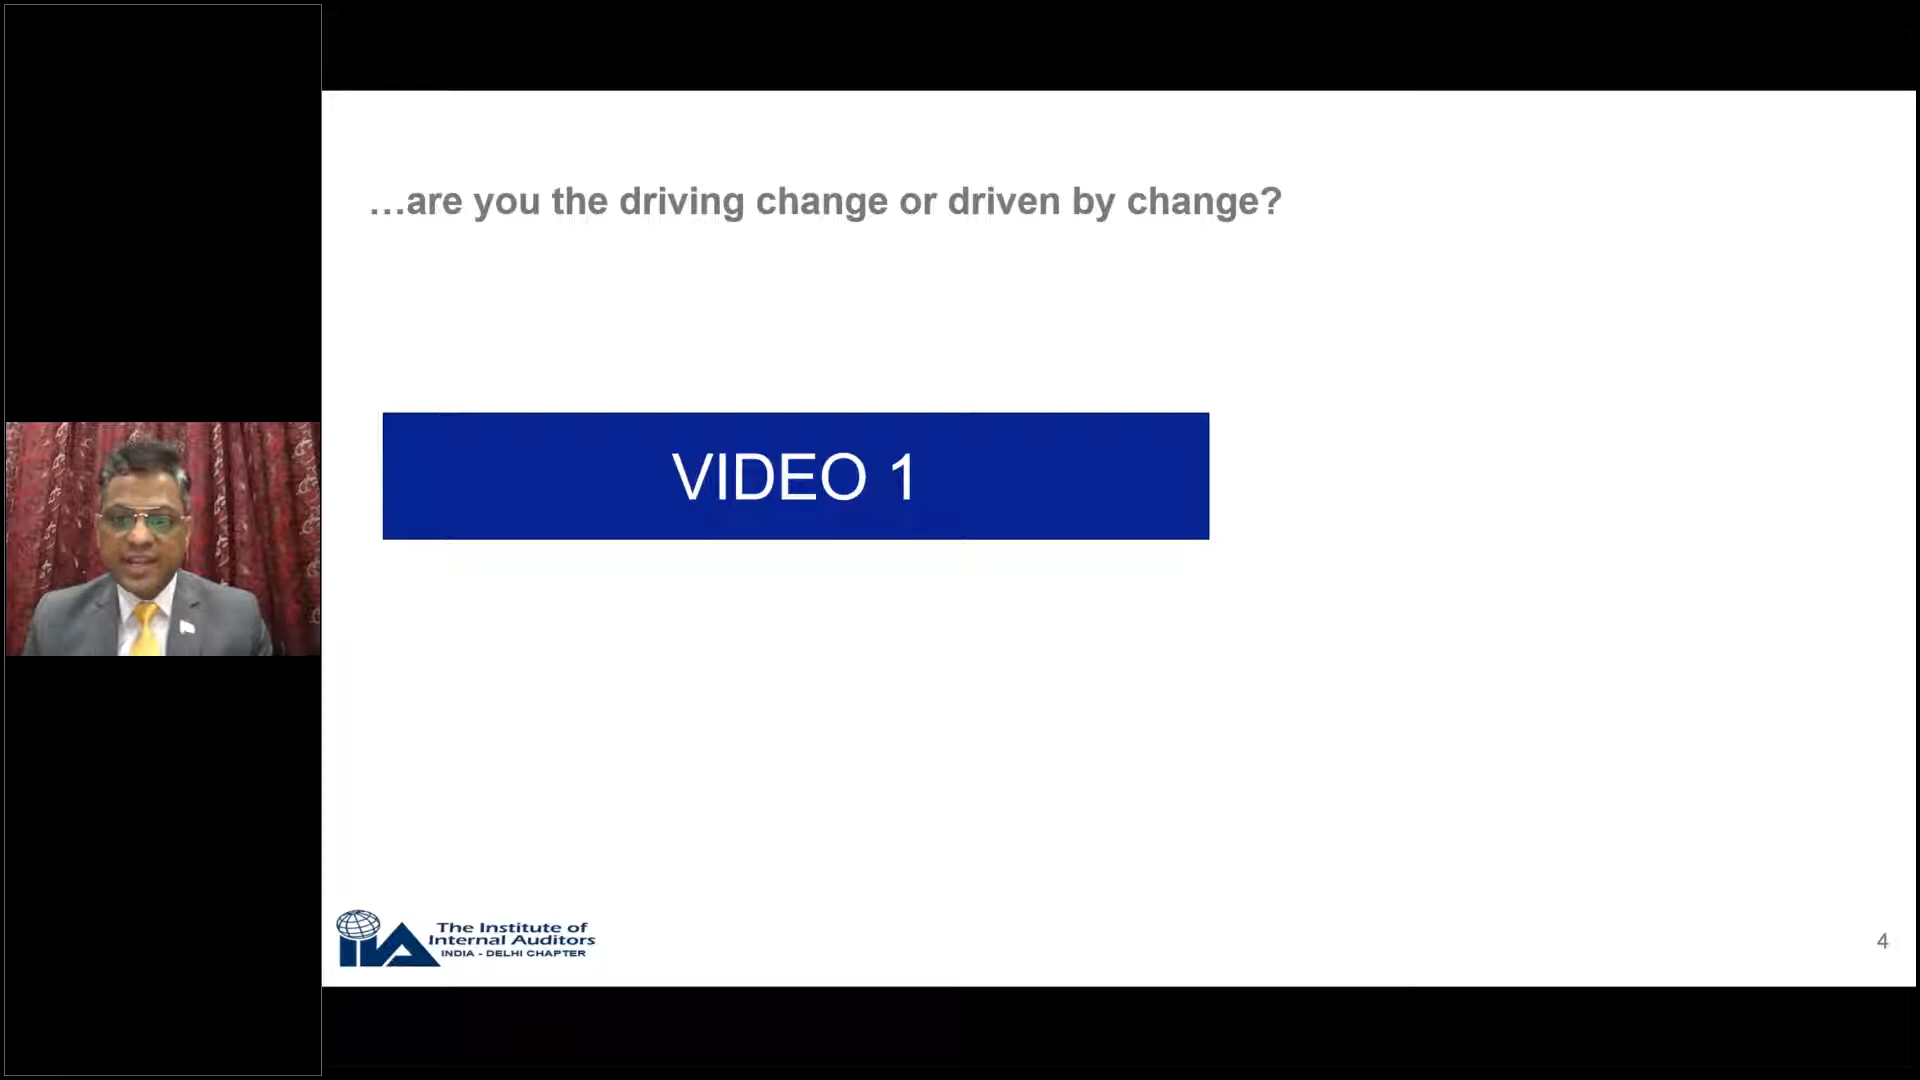 …are you the driving change or driven by change?
VIDEO 1
IIA
The Institute of
Internal Auditors
INDIA - DELHI CHAPTER
4